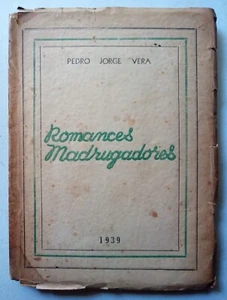 PEDRO JORGE VERA
Romances
Madrugadores
1939